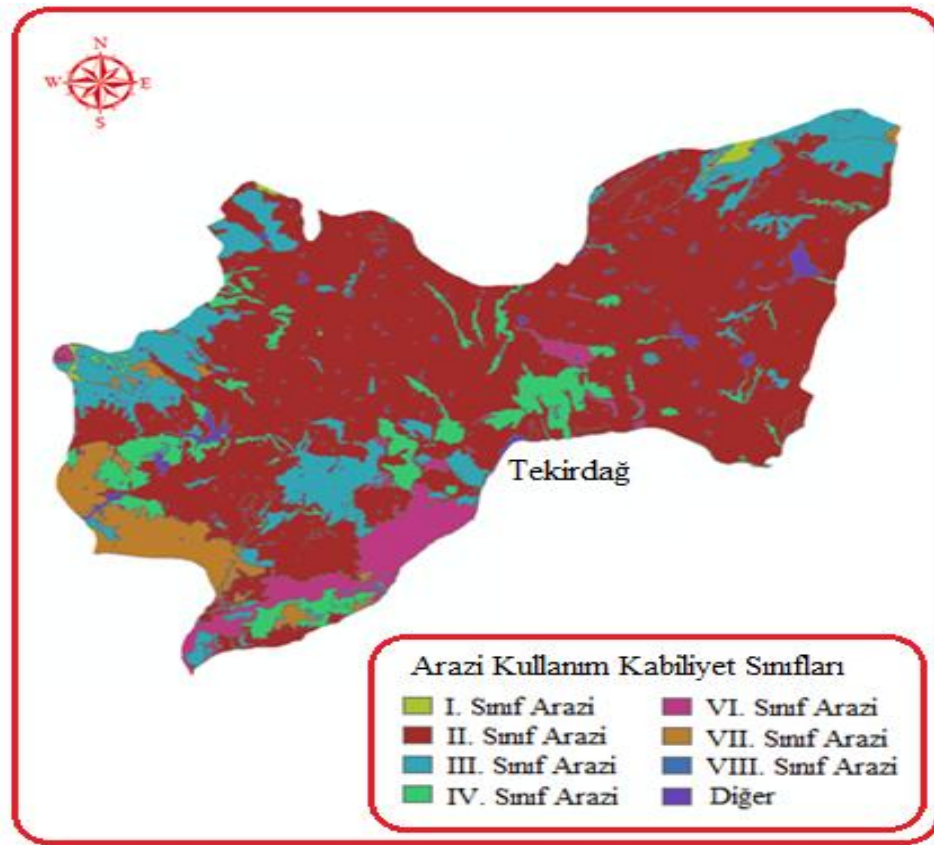 N
W E
S
Tekirdağ
Arazi Kullanım Kabiliyet Sınıfları
I. Sınıf Arazi
II. Sınıf Arazi
III. Sınıf Arazi
IV. Sınıf Arazi
VI. Sınıf Arazi
VII. Sınıf Arazi
VIII. Sınıf Arazi
Diğer